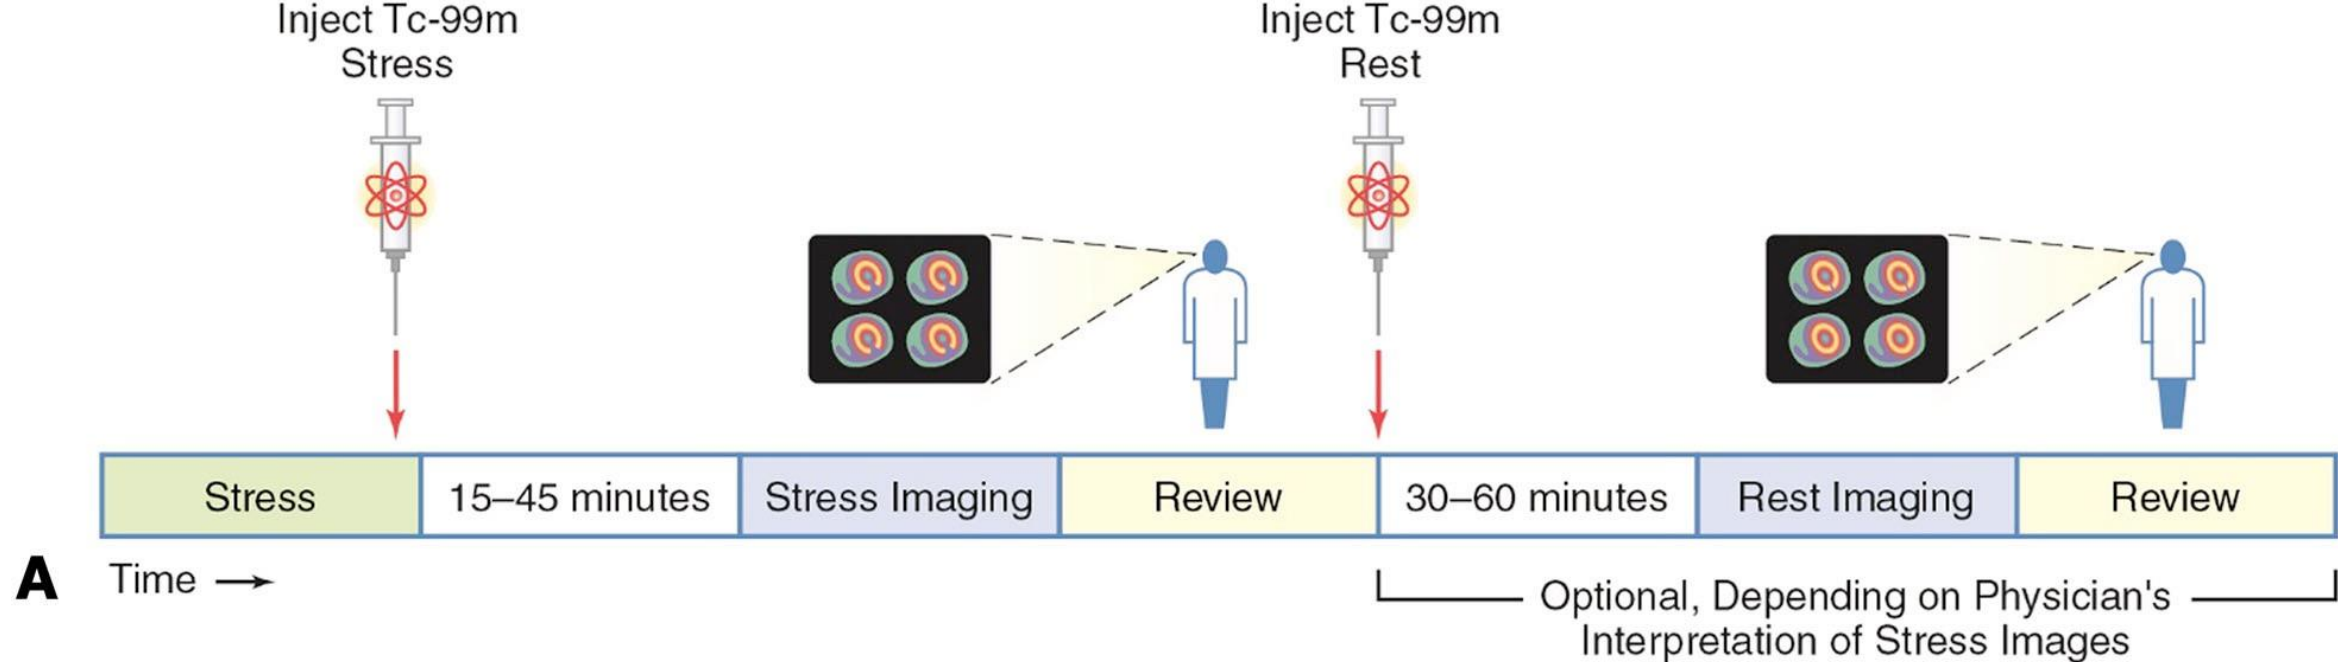 Inject Tc-99m
Stress
Inject Tc-99m
Rest
Stress
15–45 minutes
Stress Imaging
Review
30–60 minutes
Rest Imaging
Review
A
Time
Optional, Depending on Physician's
Interpretation of Stress Images